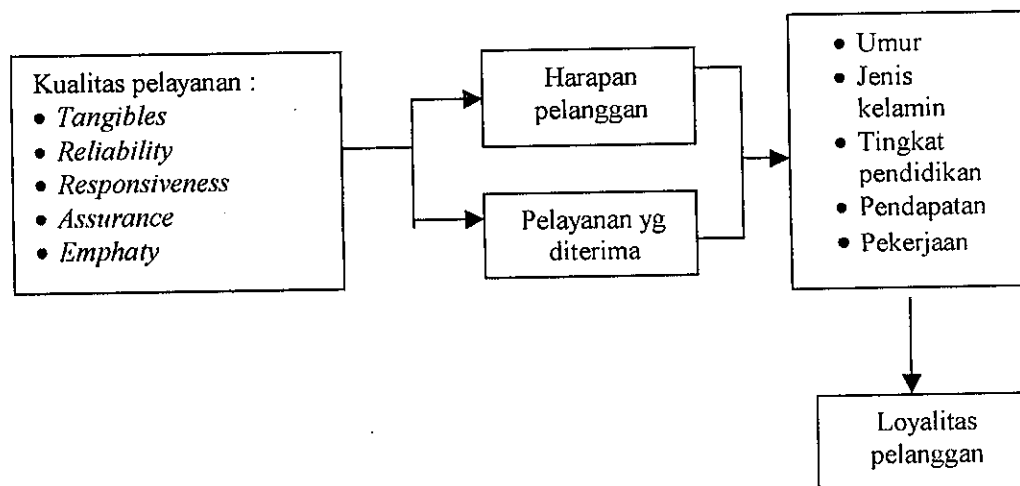 Kualitas pelayanan :
• Tangibles
• Reliability
• Responsiveness
• Assurance
• Emphaty
Harapan
pelanggan
Pelayanan yg
diterima
• Umur
• Jenis
kelamin
• Tingkat
pendidikan
• Pendapatan
• Pekerjaan
Loyalitas
pelanggan